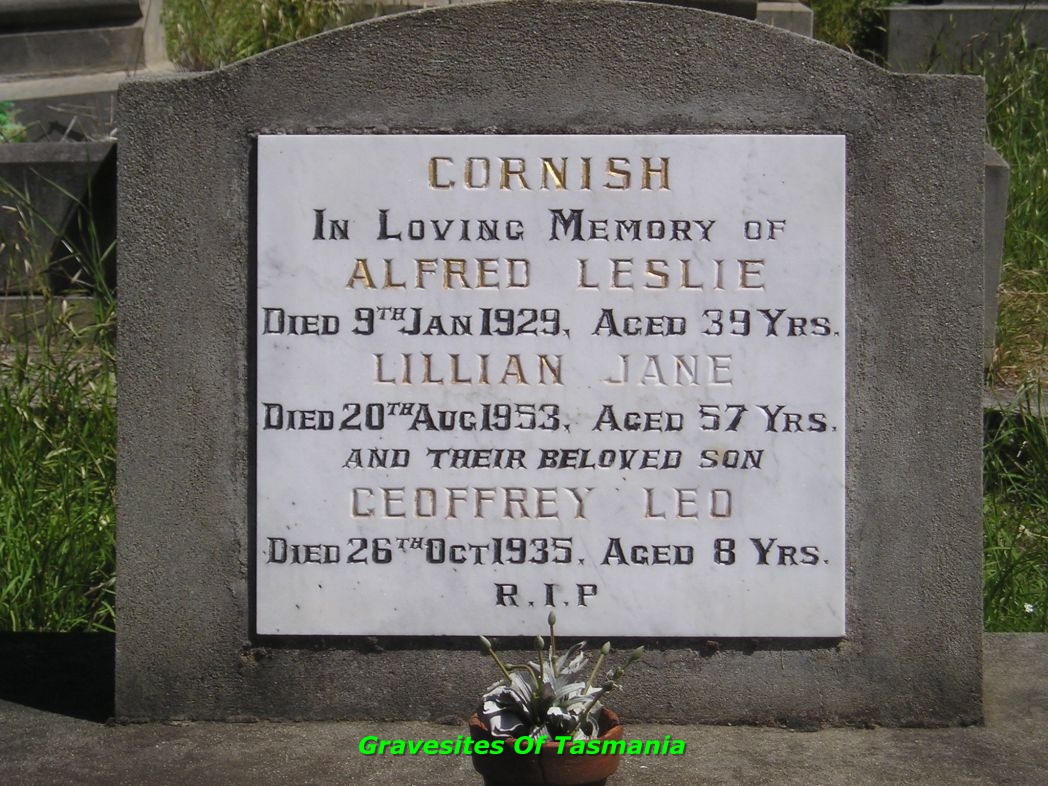 CORNISH
IN LOVING MEMORY OF
ALFRED LESLIE
DIED 9TH JAN 1929, AGED 39 YRS.
LILLIAN JANE
DIED 20TH AUG 1953, AGED 57 YRS.
AND THEIR BELOVED SON
GEOFFREY LEO
DIED 26TH OCT 1935, AGED 8 YRS.
R.I.P
Gravesites Of Tasmania